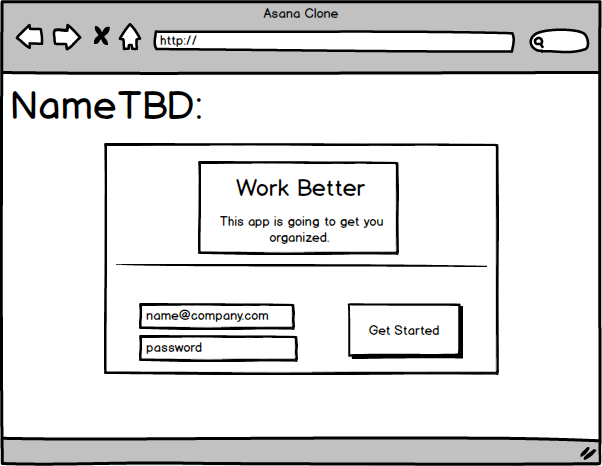 Asana Clone
http://
NameTBD:
Work Better
This app is going to get you
organized.
name@company.com
password
Get Started